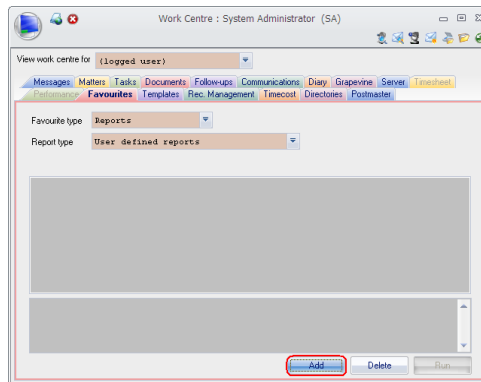 Work Centre : System Administrator (SA)
View work centre for {logged user}
Messages Matters Tasks Documents Follow-ups Communications Diary Grapevine Server Timesheet
Performance Favourites Templates Rec. Management Timecost Directories Postmaster
Favourite type Reports
Report type User defined reports
Add Delete Run